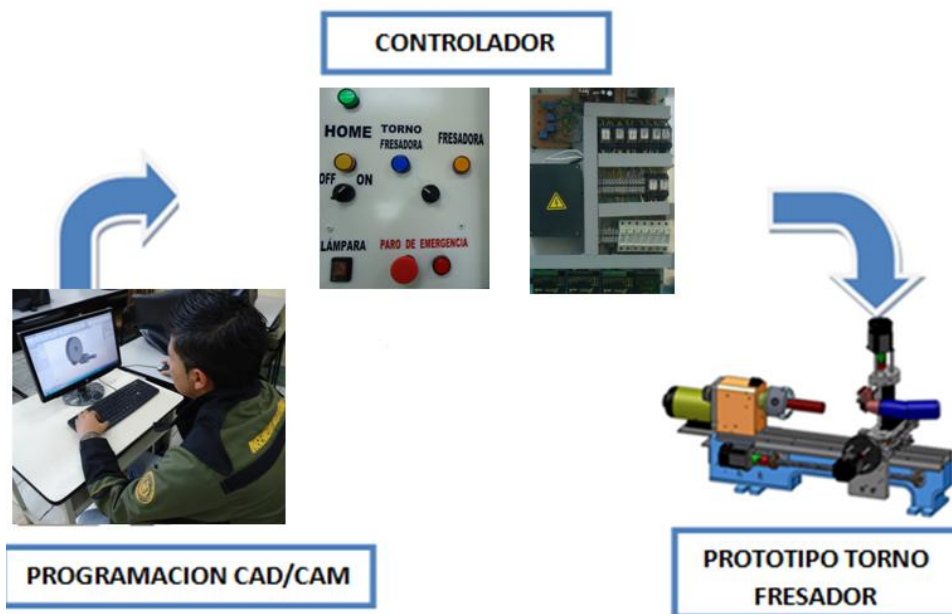 CONTROLADOR
HOME
TORNO
FRESADORA
FRESADORA
OFF ON
LÁMPARA
PARO DE EMERGENCIA
PROGRAMACION CAD/CAM
PROTOTIPO TORNO
FRESADOR